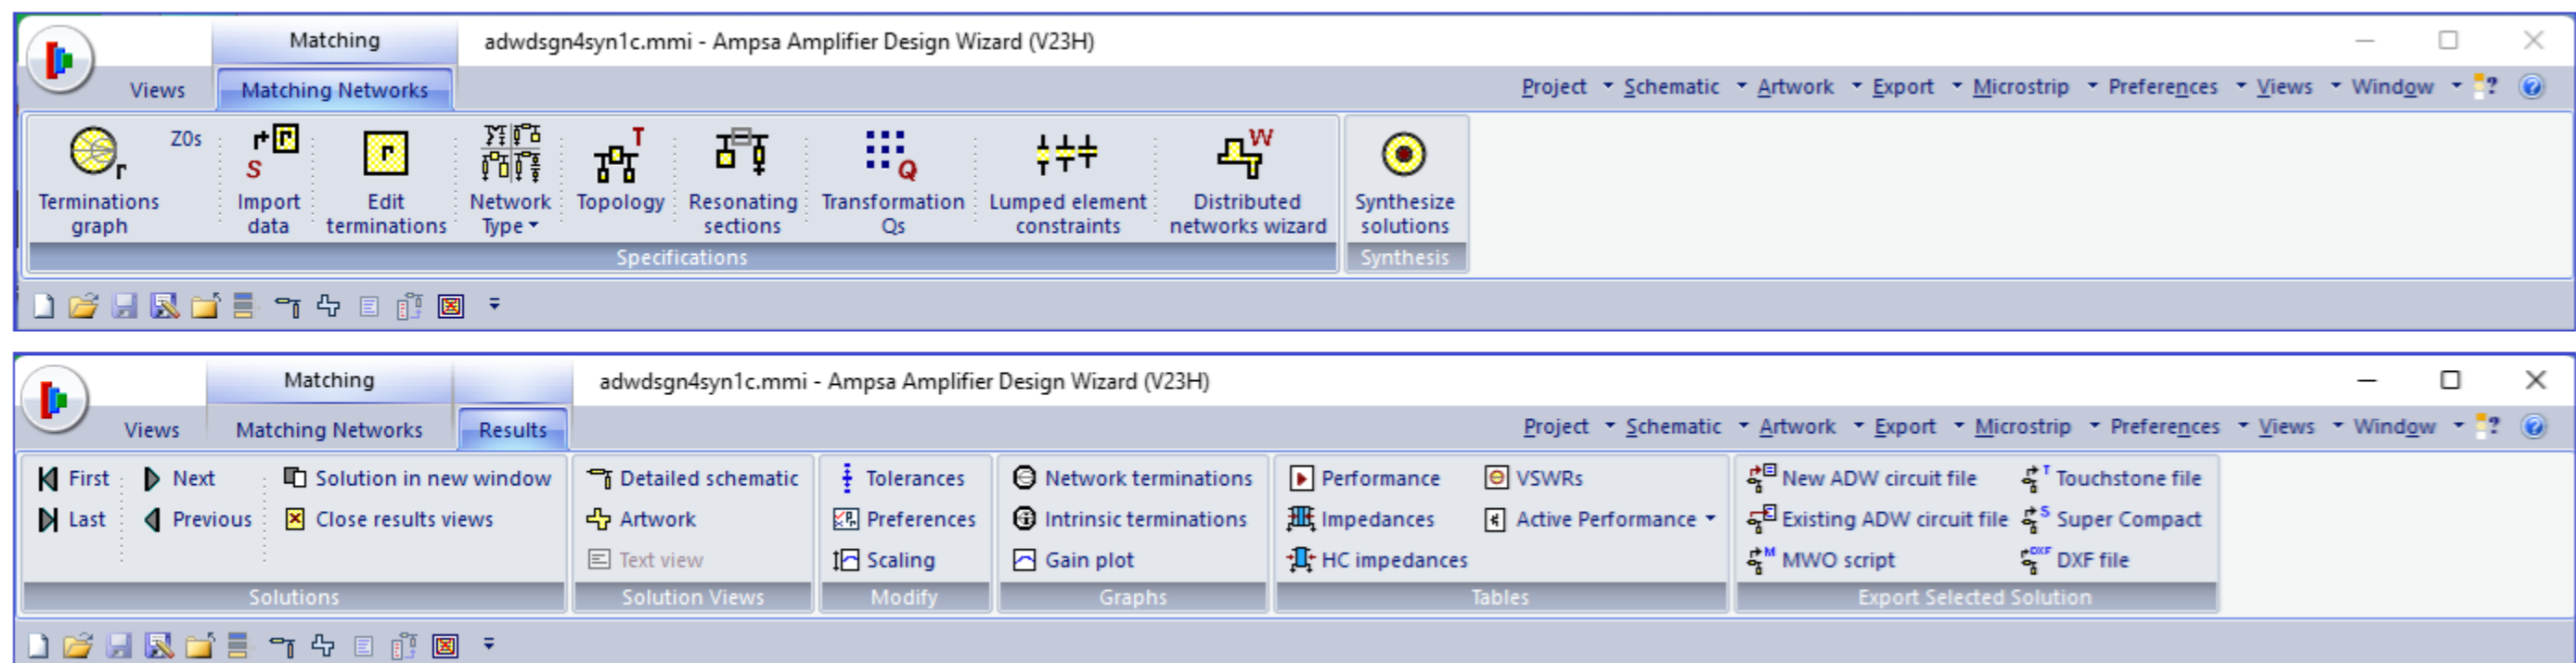 Matching
adwdsgn4syn1c.mmi - Ampsa Amplifier Design Wizard (V23H)
Views Matching Networks Project Schematic Artwork Export Microstrip Preferences Views Window ?
Z0s
Terminations graph
Import data
Edit terminations
Network Type
Topology
Resonating sections
Transformation Qs
Lumped element constraints
Distributed networks wizard
Synthesize solutions
Specifications Synthesis
Matching
adwdsgn4syn1c.mmi - Ampsa Amplifier Design Wizard (V23H)
Views Matching Networks Results Project Schematic Artwork Export Microstrip Preferences Views Window ?
First Next Solution in new window Detailed schematic Tolerances Network terminations Performance VSWRs New ADW circuit file Touchstone file
Last Previous Close results views Artwork Preferences Intrinsic terminations Impedances Active Performance Existing ADW circuit file Super Compact
Text view Scaling Gain plot HC impedances MWO script DXF file
Solutions Solution Views Modify Graphs Tables Export Selected Solution